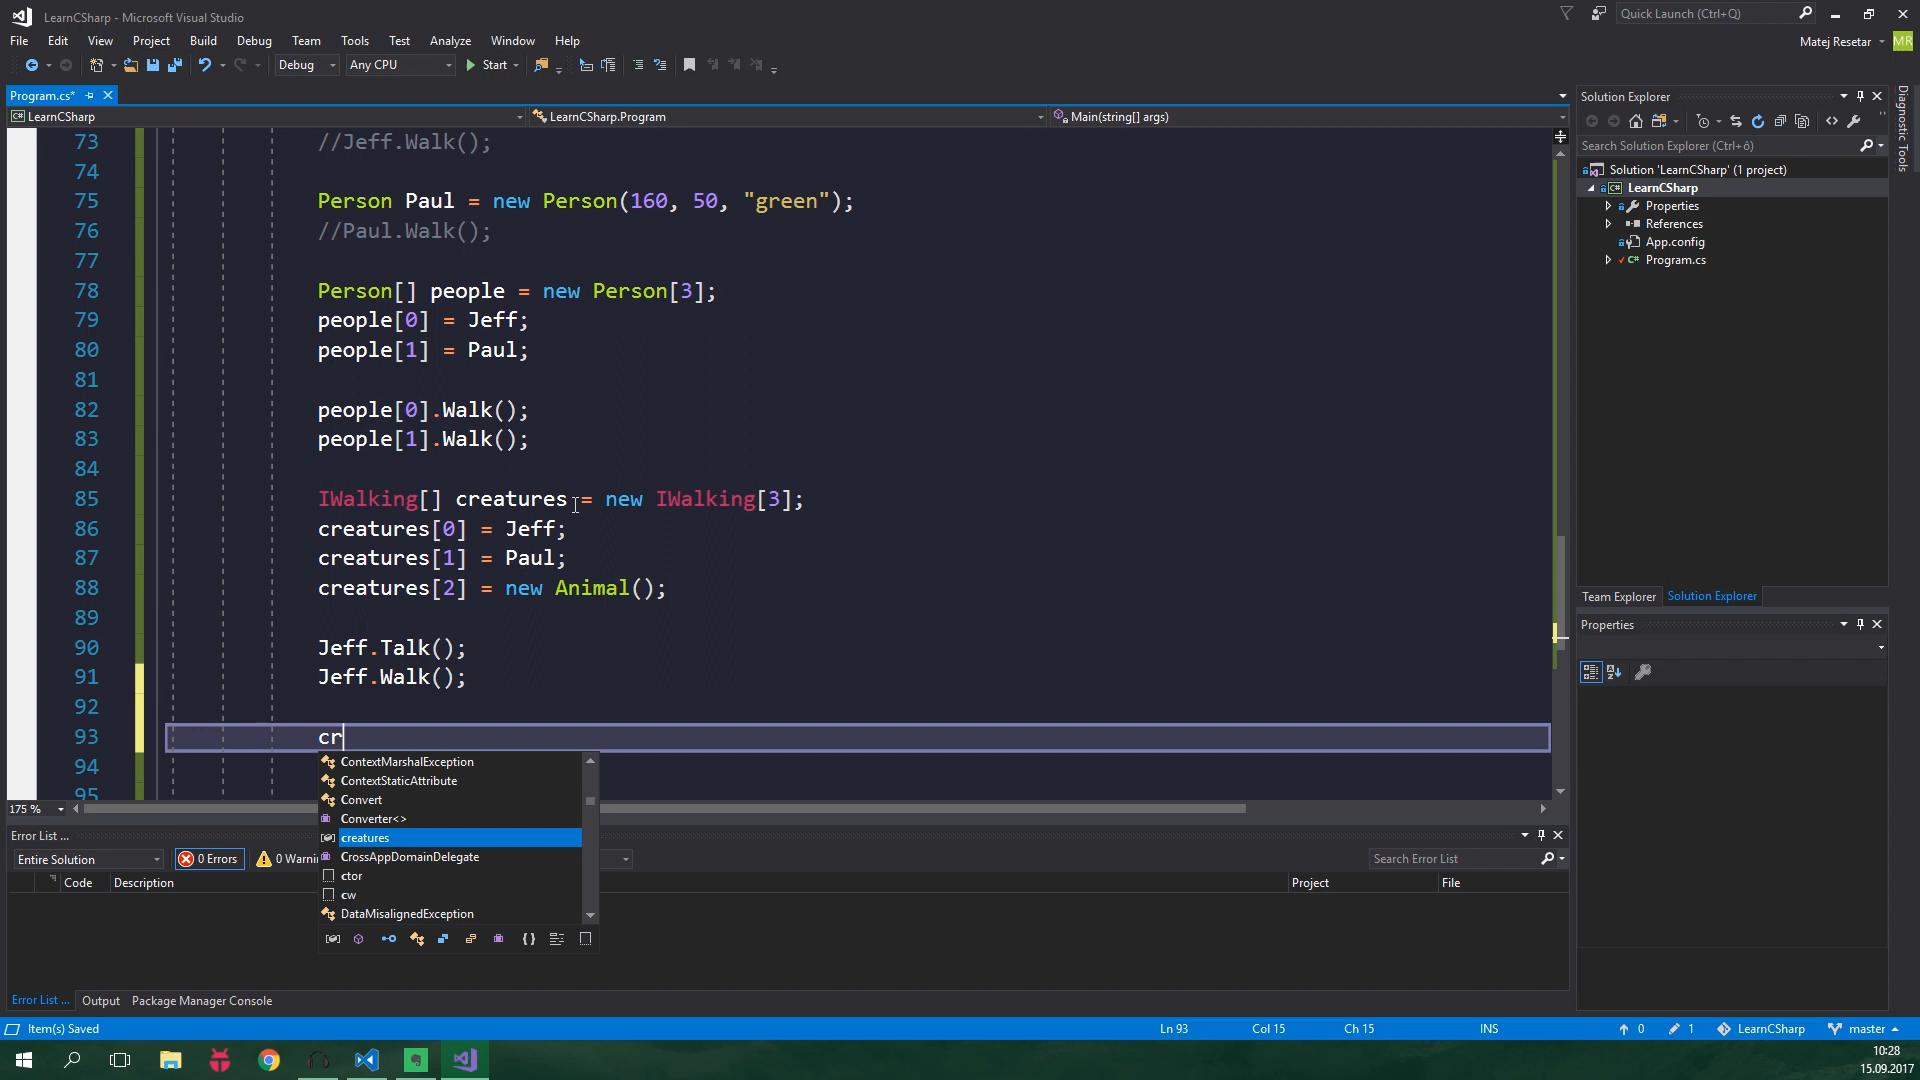 LearnCSharp - Microsoft Visual Studio
Quick Launch (Ctrl+Q)
File Edit View Project Build Debug Team Tools Test Analyze Window Help
Matej Resetar MR
Debug Any CPU Start
Program.cs*
LearnCSharp LearnCSharp.Program Main(string[] args)
73 //Jeff.Walk();
74
75 Person Paul = new Person(160, 50, "green");
76 //Paul.Walk();
77
78 Person[] people = new Person[3];
79 people[0] = Jeff;
80 people[1] = Paul;
81
82 people[0].Walk();
83 people[1].Walk();
84
85 IWalking[] creatures = new IWalking[3];
86 creatures[0] = Jeff;
87 creatures[1] = Paul;
88 creatures[2] = new Animal();
89
90 Jeff.Talk();
91 Jeff.Walk();
92
93 cr
94
95
ContextMarshalException
ContextStaticAttribute
Convert
Converter<>
creatures
CrossAppDomainDelegate
ctor
cw
DataMisalignedException
175 %
Error List ...
Entire Solution 0 Errors 0 Warnin
Search Error List
Code Description Project File
Error List ... Output Package Manager Console
Solution Explorer
Search Solution Explorer (Ctrl+ô)
Solution 'LearnCSharp' (1 project)
LearnCSharp
Properties
References
App.config
Program.cs
Team Explorer Solution Explorer
Properties
Diagnostic Tools
Item(s) Saved Ln 93 Col 15 Ch 15 INS 0 1 LearnCSharp master
10:28
15.09.2017